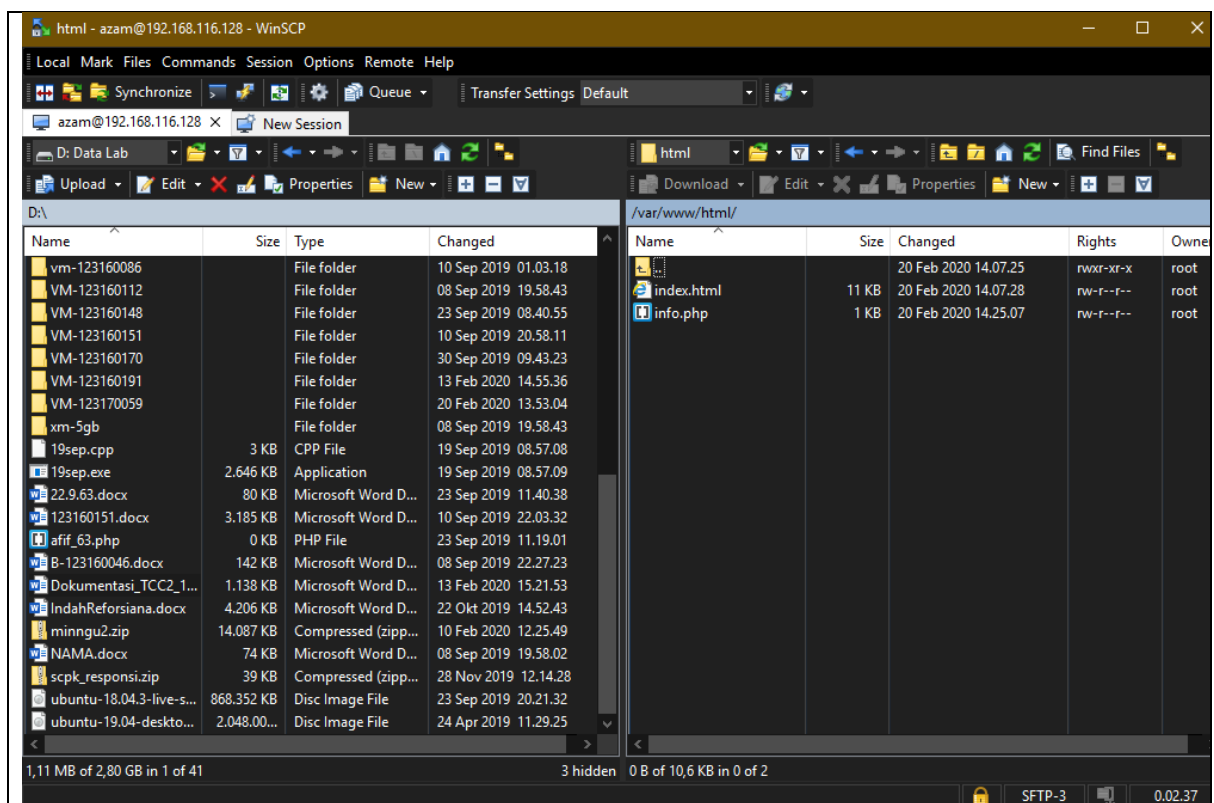 html - azam@192.168.116.128 - WinSCP
Local Mark Files Commands Session Options Remote Help
Synchronize Queue Transfer Settings Default
azam@192.168.116.128 New Session
D: Data Lab html Find Files
Upload Edit Properties New Download Edit Properties New
D:\ /var/www/html/
Name Size Type Changed Name Size Changed Rights Owne
vm-123160086 File folder 10 Sep 2019 01.03.18 .. 20 Feb 2020 14.07.25 rwxr-xr-x root
VM-123160112 File folder 08 Sep 2019 19.58.43 index.html 11 KB 20 Feb 2020 14.07.28 rw-r--r-- root
VM-123160148 File folder 23 Sep 2019 08.40.55 info.php 1 KB 20 Feb 2020 14.25.07 rw-r--r-- root
VM-123160151 File folder 10 Sep 2019 20.58.11
VM-123160170 File folder 30 Sep 2019 09.43.23
VM-123160191 File folder 13 Feb 2020 14.55.36
VM-123170059 File folder 20 Feb 2020 13.53.04
xm-5gb File folder 08 Sep 2019 19.58.43
19sep.cpp 3 KB CPP File 19 Sep 2019 08.57.08
19sep.exe 2.646 KB Application 19 Sep 2019 08.57.09
22.9.63.docx 80 KB Microsoft Word D... 23 Sep 2019 11.40.38
123160151.docx 3.185 KB Microsoft Word D... 10 Sep 2019 22.03.32
afif_63.php 0 KB PHP File 23 Sep 2019 11.19.01
B-123160046.docx 142 KB Microsoft Word D... 08 Sep 2019 22.27.23
Dokumentasi_TCC2_1... 1.138 KB Microsoft Word D... 13 Feb 2020 15.21.53
IndahReforsiana.docx 4.206 KB Microsoft Word D... 22 Okt 2019 14.52.43
minngu2.zip 14.087 KB Compressed (zipp... 10 Feb 2020 12.25.49
NAMA.docx 74 KB Microsoft Word D... 08 Sep 2019 19.58.02
scpk_responsi.zip 39 KB Compressed (zipp... 28 Nov 2019 12.14.28
ubuntu-18.04.3-live-s... 868.352 KB Disc Image File 23 Sep 2019 20.21.32
ubuntu-19.04-deskto... 2.048.00... Disc Image File 24 Apr 2019 11.29.25
1,11 MB of 2,80 GB in 1 of 41 3 hidden 0 B of 10,6 KB in 0 of 2
SFTP-3 0.02.37